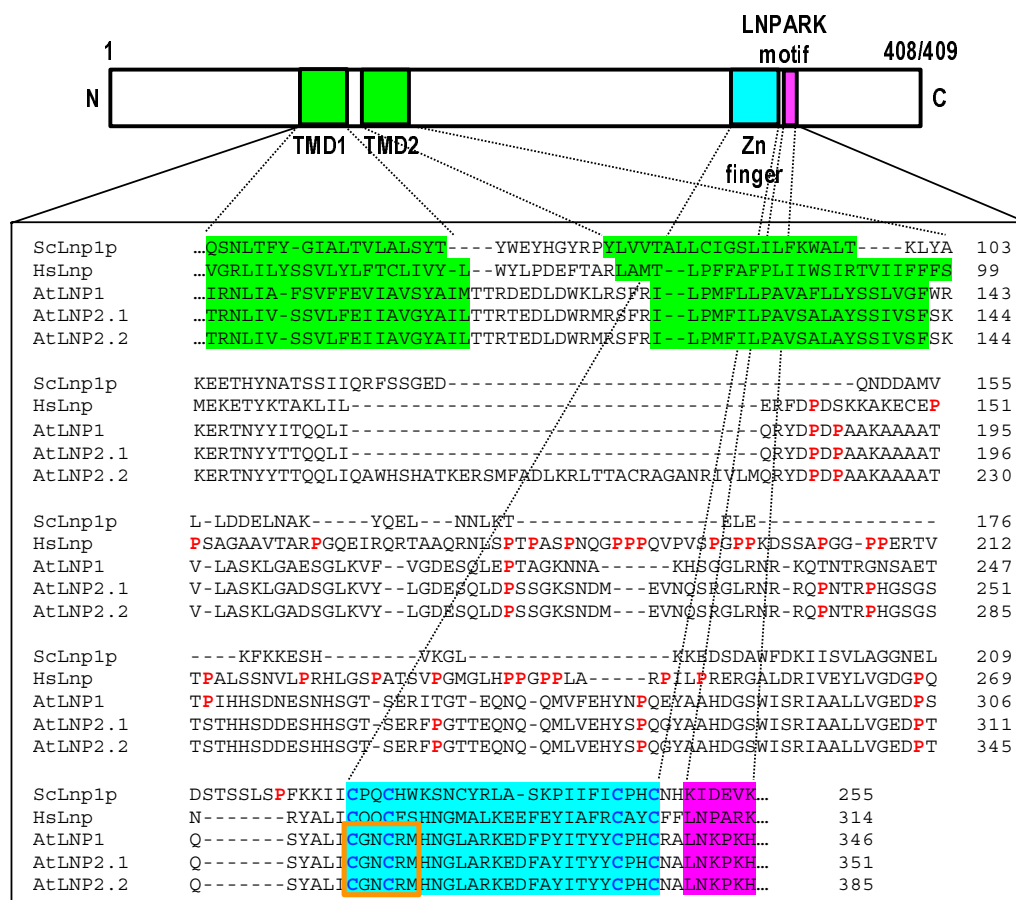 LNPARK
1 motif 408/409
N C
TMD1 TMD2 Zn
finger
ScLnp1p …QSNLTFY-GIALTVLALSYT----YWEYHGYRPYLVVTALLCIGSLILFKWALT----KLYA 103
HsLnp …VGRLILYSSVLYLFTCLIVY-L--WYLPDEFTARLAMT--LPFFAFPLIIWSIRTVIIFFFS 99
AtLNP1 …IRNLIA-FSVFFEVIAVSYAIMTTRDEDLDWKLRSFRI--LPMFLLPAVAFLLYSSLVGFWR 143
AtLNP2.1 …TRNLIV-SSVLFEIIAVGYAILTTRTEDLDWRMRSFRI--LPMFILPAVSALAYSSIVSFSK 144
AtLNP2.2 …TRNLIV-SSVLFEIIAVGYAILTTRTEDLDWRMRSFRI--LPMFILPAVSALAYSSIVSFSK 144
ScLnp1p KEETHYNATSSIIQRFSSGED----------------------------------QNDDAMV 155
HsLnp MEKETYKTAKLIL----------------------------------ERFDPDSKKAKECEP 151
AtLNP1 KERTNYYITQQLI----------------------------------QRYDPDPAAKAAAAT 195
AtLNP2.1 KERTNYYTTQQLI----------------------------------QRYDPDPAAKAAAAT 196
AtLNP2.2 KERTNYYTTQQLIQAWHSHATKERSMFADLKRLTTACRAGANRIVLMQRYDPDPAAKAAAAT 230
ScLnp1p L-LDDELNAK-----YQEL---NNLKT-----------------ELE--------------- 176
HsLnp PSAGAAVTARPGQEIRQRTAAQRNLSPTPASPNQGPPPQVPVSPGPPKDSSAPGG-PPERTV 212
AtLNP1 V-LASKLGAESGLKVF--VGDESQLEPTAGKNNA----KHSGGLRNR-KQTNTRGNSAET 247
AtLNP2.1 V-LASKLGADSGLKVY--LGDESQLDPSSGKSNDM---EVNQSRGLRNR-RQPNTRPHGSGS 251
AtLNP2.2 V-LASKLGADSGLKVY--LGDESQLDPSSGKSNDM---EVNQSRGLRNR-RQPNTRPHGSGS 285
ScLnp1p ----KFKKESH-------VKGL---------------KKEDSDAWFDKIISVLAGGNEL 209
HsLnp TPALSSNVLPRHLGSPATSVPGMGLHPPGPPLA----RPILPRERGALDRIVEYLVGDGPQ 269
AtLNP1 TPIHHSDNESNHSGT-SERITGT-EQNQ-QMVFEHYNPQEYAAHDGSWISRIAALLVGEDPS 306
AtLNP2.1 TSTHHSDDESHHSGT-SERFPGTTEQNQ-QMLVEHYSPQGYAAHDGSWISRIAALLVGEDPT 311
AtLNP2.2 TSTHHSDDESHHSGT-SERFPGTTEQNQ-QMLVEHYSPQGYAAHDGSWISRIAALLVGEDPT 345
ScLnp1p DSTSSLSPFKKIICPQCHWKSNCYRLA-SKPIIFICPHCNHKIDEVK… 255
HsLnp N-------RYALICQQCFSHNGMALKEEFEYIAFRCAYCFFLNPARK… 314
AtLNP1 Q-------SYALICGNCRMHNGLARKEDFPYITYYCPHCRALNKPKH… 346
AtLNP2.1 Q-------SYALICGNCRMHNGLARKEDFAYITYYCPHCNALNKPKH… 351
AtLNP2.2 Q-------SYALICGNCRMHNGLARKEDFAYITYYCPHCNALNKPKH… 385